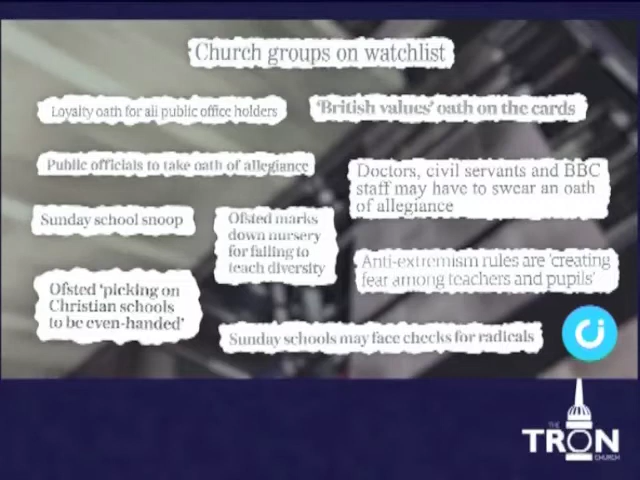 Church groups on watchlist
Loyalty oath for all public office holders
'British values' oath on the cards
Public officials to take oath of allegiance
Doctors, civil servants and BBC
staff may have to swear an oath
of allegiance
Sunday school snoop
Ofsted marks
down nursery
for failing to
teach diversity
Anti-extremism rules are 'creating
fear among teachers and pupils'
Ofsted 'picking on
Christian schools
to be even-handed'
Sunday schools may face checks for radicals
THE
TRON
CHURCH